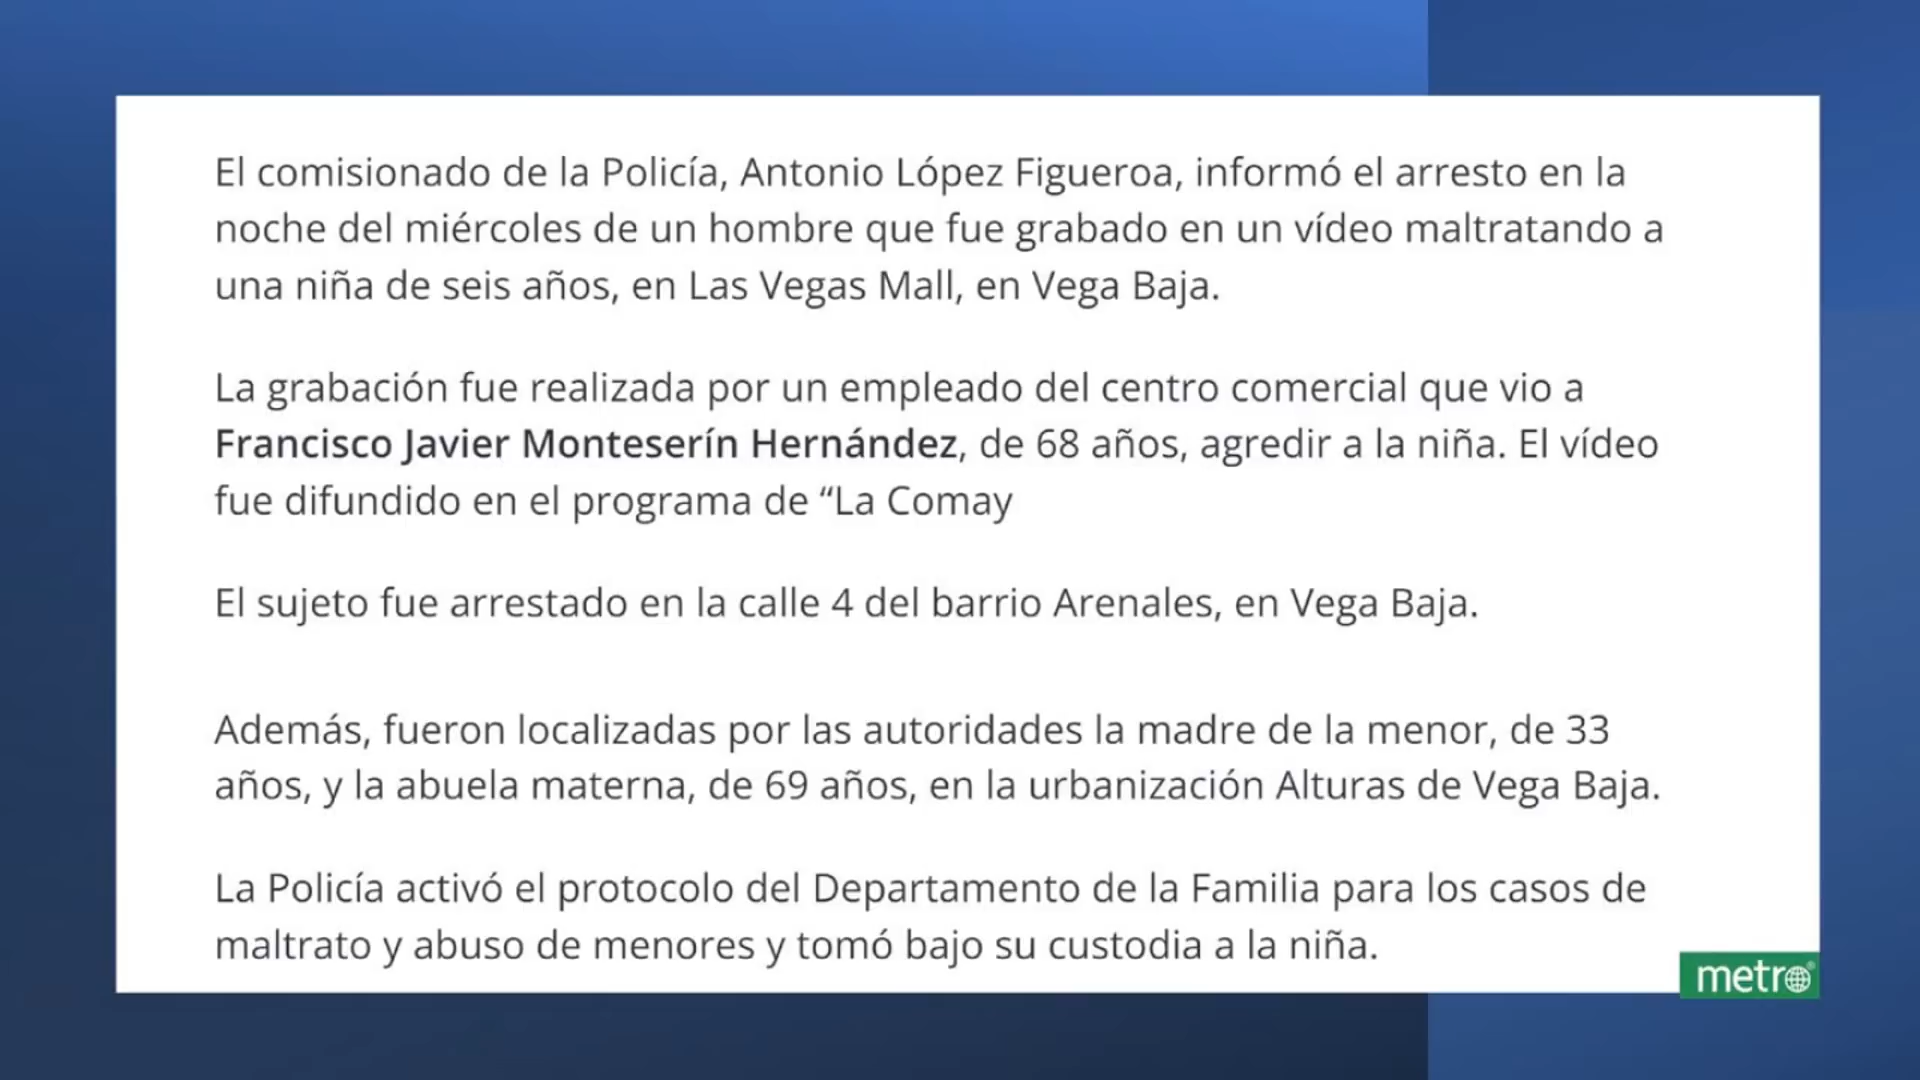 El comisionado de la Policía, Antonio López Figueroa, informó el arresto en la
noche del miércoles de un hombre que fue grabado en un vídeo maltratando a
una niña de seis años, en Las Vegas Mall, en Vega Baja.
La grabación fue realizada por un empleado del centro comercial que vio a
Francisco Javier Monteserín Hernández, de 68 años, agredir a la niña. El vídeo
fue difundido en el programa de “La Comay
El sujeto fue arrestado en la calle 4 del barrio Arenales, en Vega Baja.
Además, fueron localizadas por las autoridades la madre de la menor, de 33
años, y la abuela materna, de 69 años, en la urbanización Alturas de Vega Baja.
La Policía activó el protocolo del Departamento de la Familia para los casos de
maltrato y abuso de menores y tomó bajo su custodia a la niña.
metro